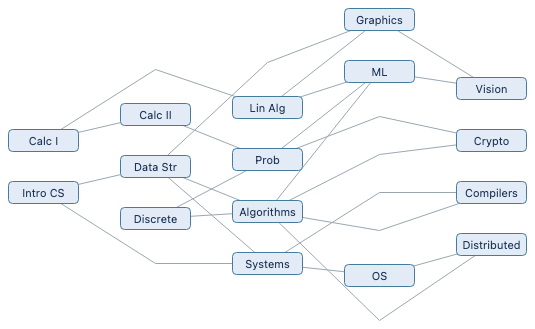 Graphics
ML
Vision
Lin Alg
Calc II
Calc I
Crypto
Prob
Data Str
Intro CS
Compilers
Algorithms
Discrete
Distributed
Systems
OS